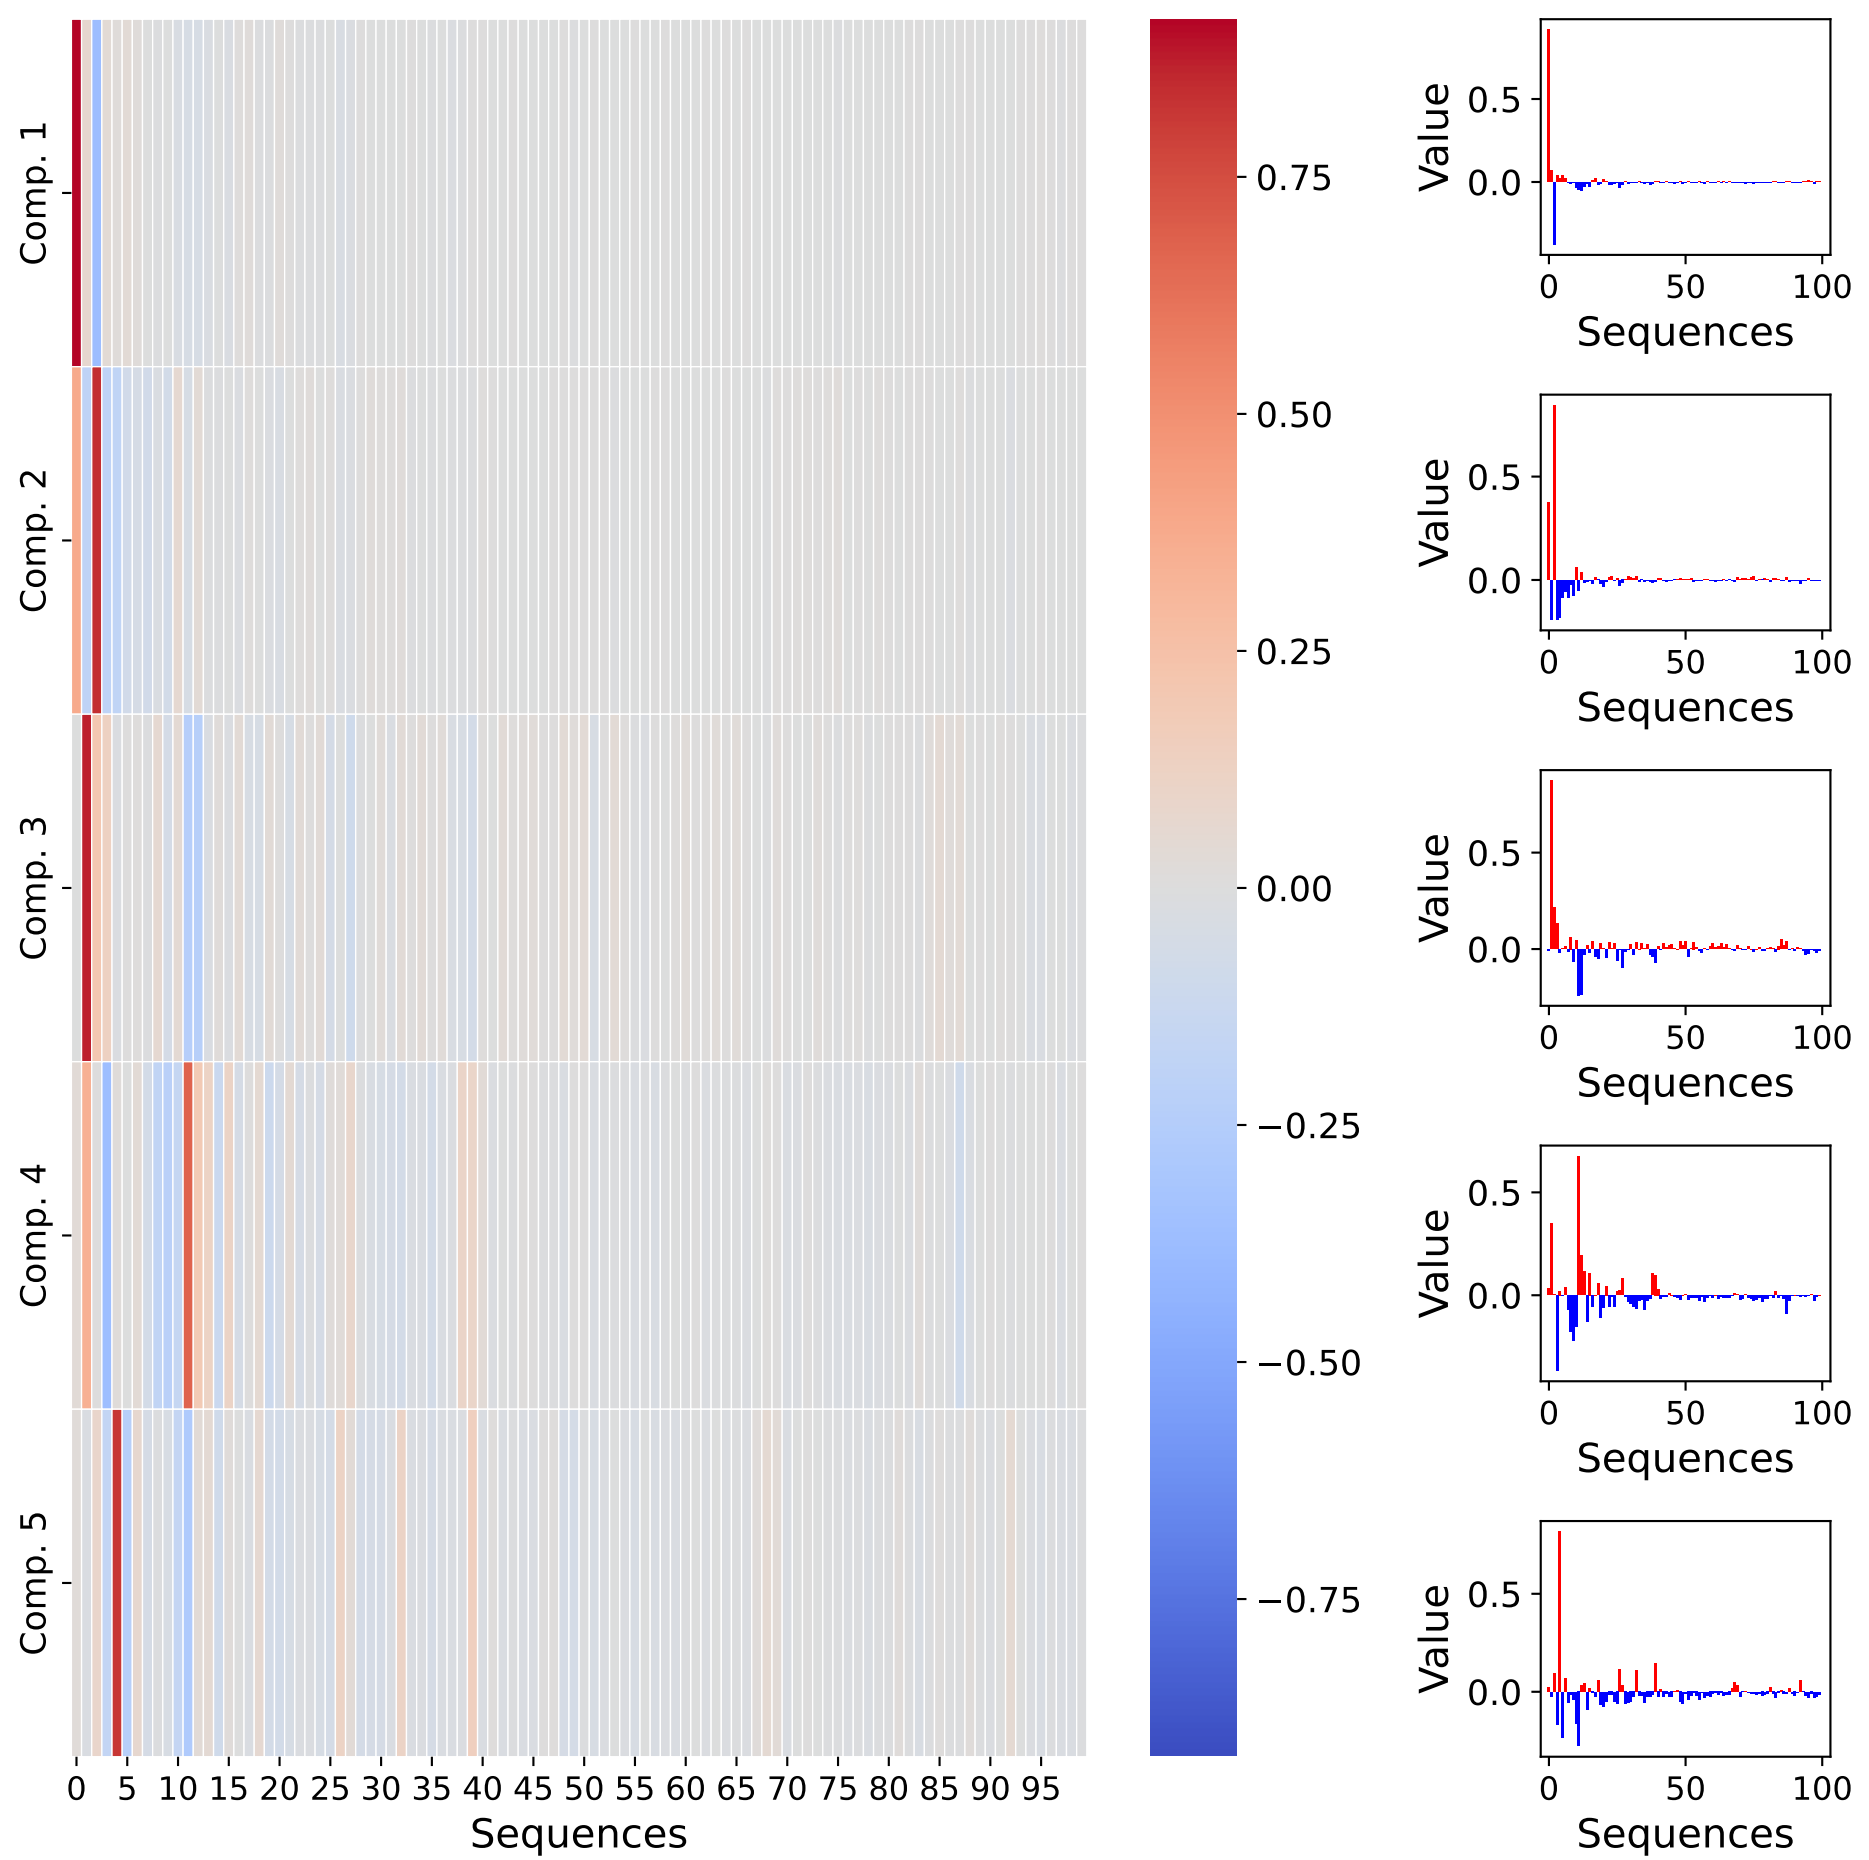 Comp. 1
Comp. 2
Comp. 3
Comp. 4
Comp. 5
0 5 10 15 20 25 30 35 40 45 50 55 60 65 70 75 80 85 90 95
Sequences
0.75
0.50
0.25
0.00
−0.25
−0.50
−0.75
Value
0.5
0.0
0 50 100
Sequences
Value
0.5
0.0
0 50 100
Sequences
Value
0.5
0.0
0 50 100
Sequences
Value
0.5
0.0
0 50 100
Sequences
Value
0.5
0.0
0 50 100
Sequences